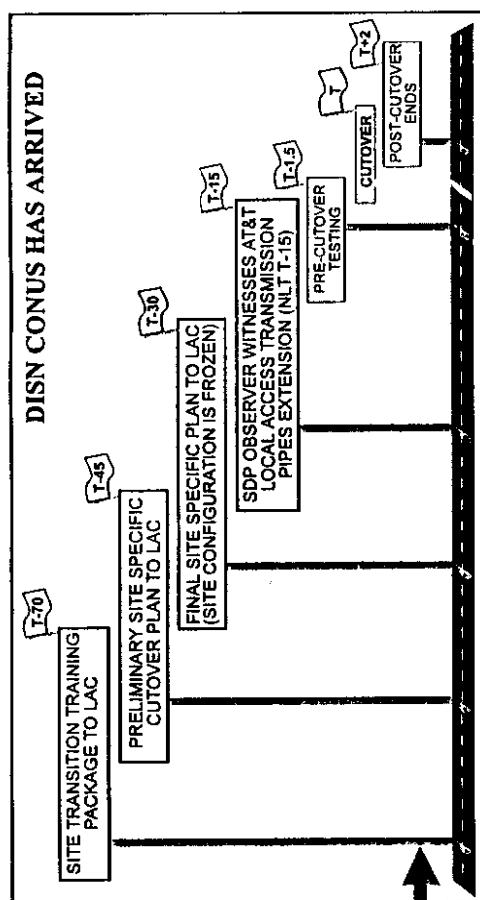 DISN CONUS HAS ARRIVED
T-70
SITE TRANSITION TRAINING
PACKAGE TO LAC
T-45
PRELIMINARY SITE SPECIFIC
CUTOVER PLAN TO LAC
T-30
FINAL SITE SPECIFIC PLAN TO LAC
(SITE CONFIGURATION IS FROZEN)
T-15
SDP OBSERVER WITNESSES AT&T
LOCAL ACCESS TRANSMISSION
PIPES EXTENSION (NLT T-15)
T-1.5
PRE-CUTOVER
TESTING
T
CUTOVER
T+2
POST-CUTOVER
ENDS